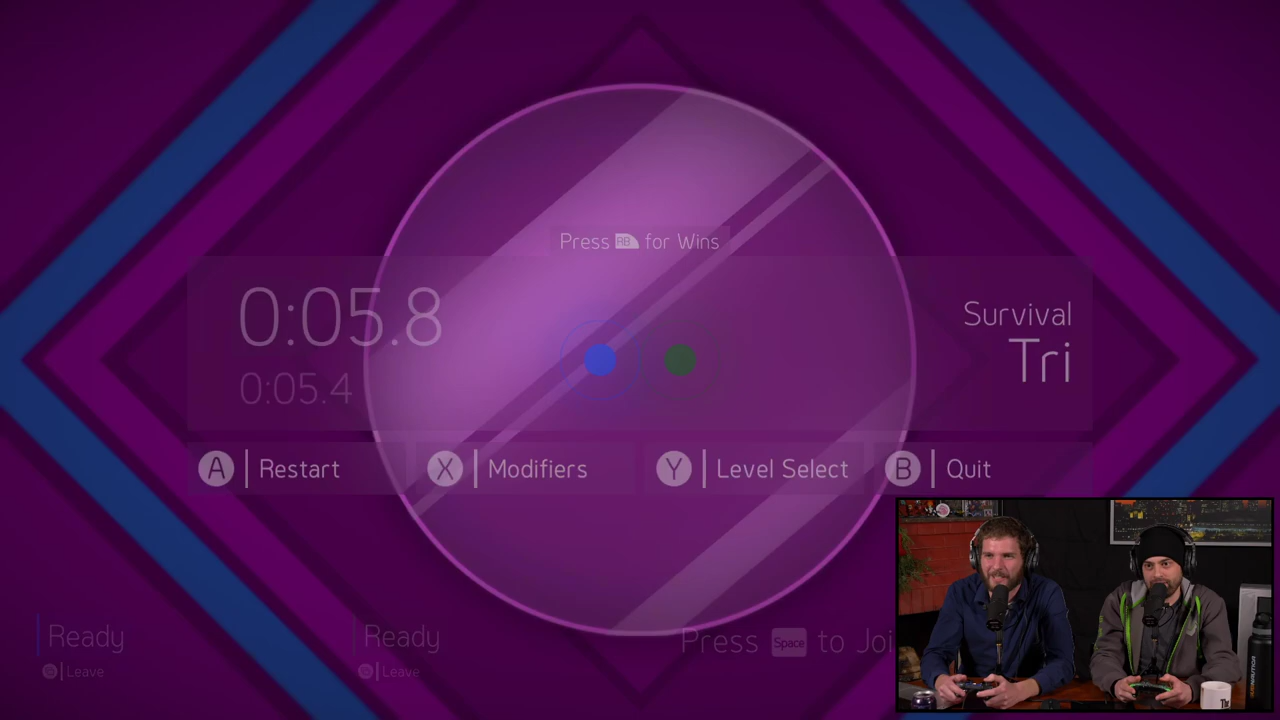 Press RB for Wins
0:05.8
0:05.4
Survival
Tri
A Restart
X Modifiers
Y Level Select
B Quit
Ready
Leave
Ready
Leave
Press Space to Joi